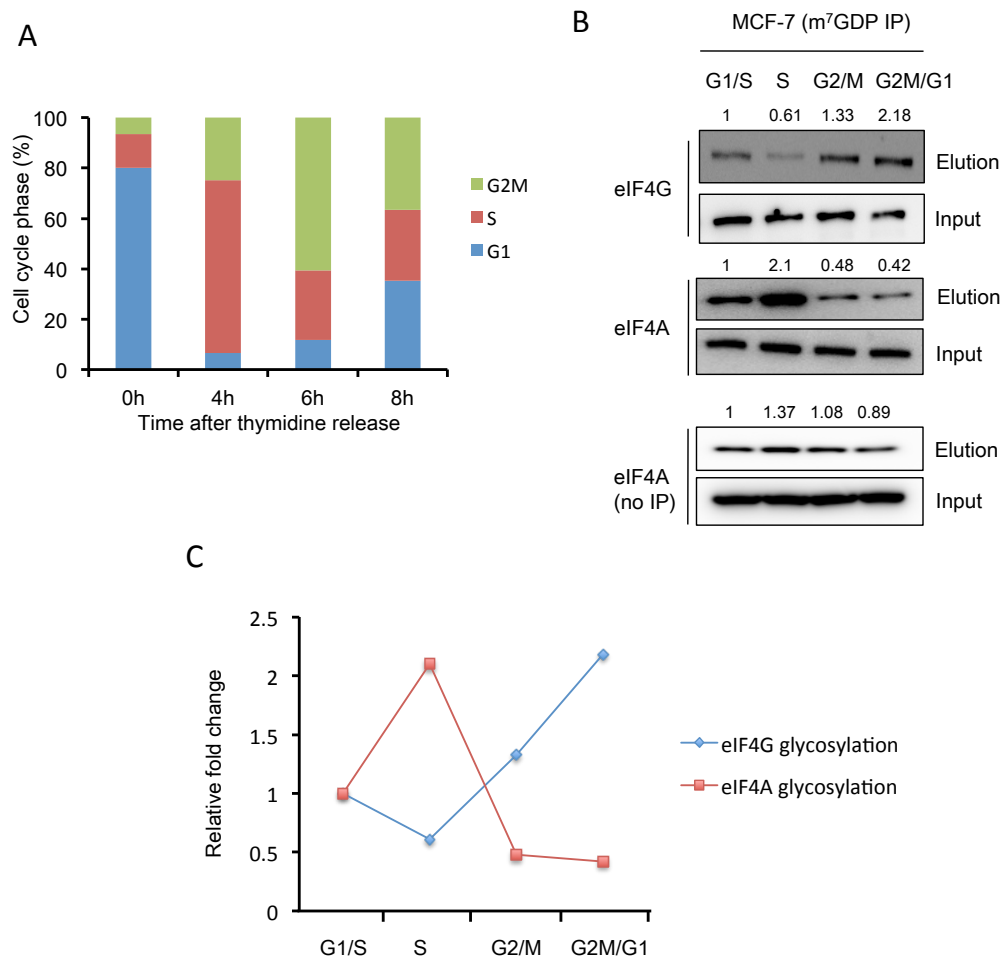 A
Cell cycle phase (%)
100
80
60
40
20
0
0h 4h 6h 8h
Time after thymidine release
G2M
S
G1
B
MCF-7 (m⁷GDP IP)
G1/S S G2/M G2M/G1
1 0.61 1.33 2.18
eIF4G
Elution
Input
1 2.1 0.48 0.42
eIF4A
Elution
Input
1 1.37 1.08 0.89
eIF4A
(no IP)
Elution
Input
C
Relative fold change
2.5
2
1.5
1
0.5
0
G1/S S G2/M G2M/G1
eIF4G glycosylation
eIF4A glycosylation